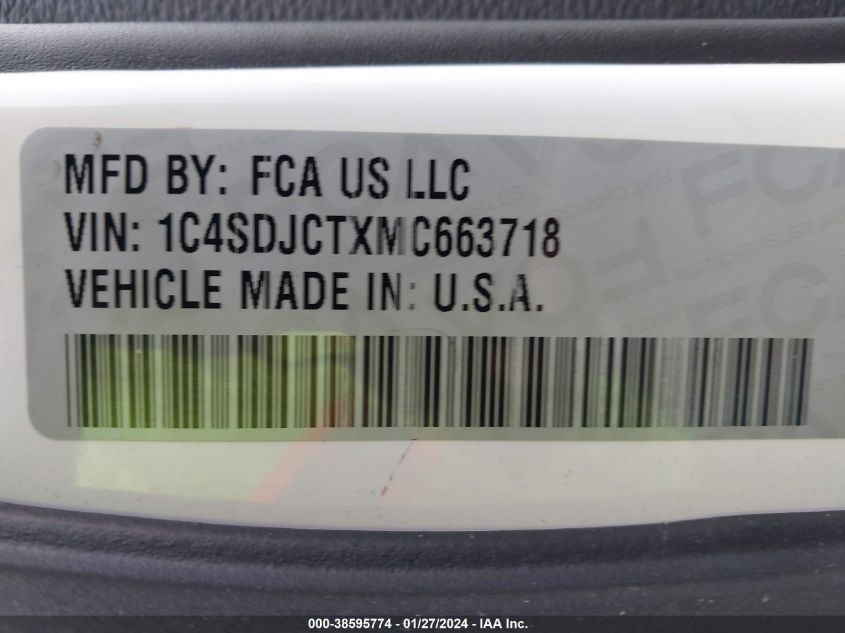 MFD BY: FCA US LLC
VIN: 1C4SDJCTXMC663718
VEHICLE MADE IN: U.S.A.
000-38595774 - 01/27/2024 - IAA Inc.